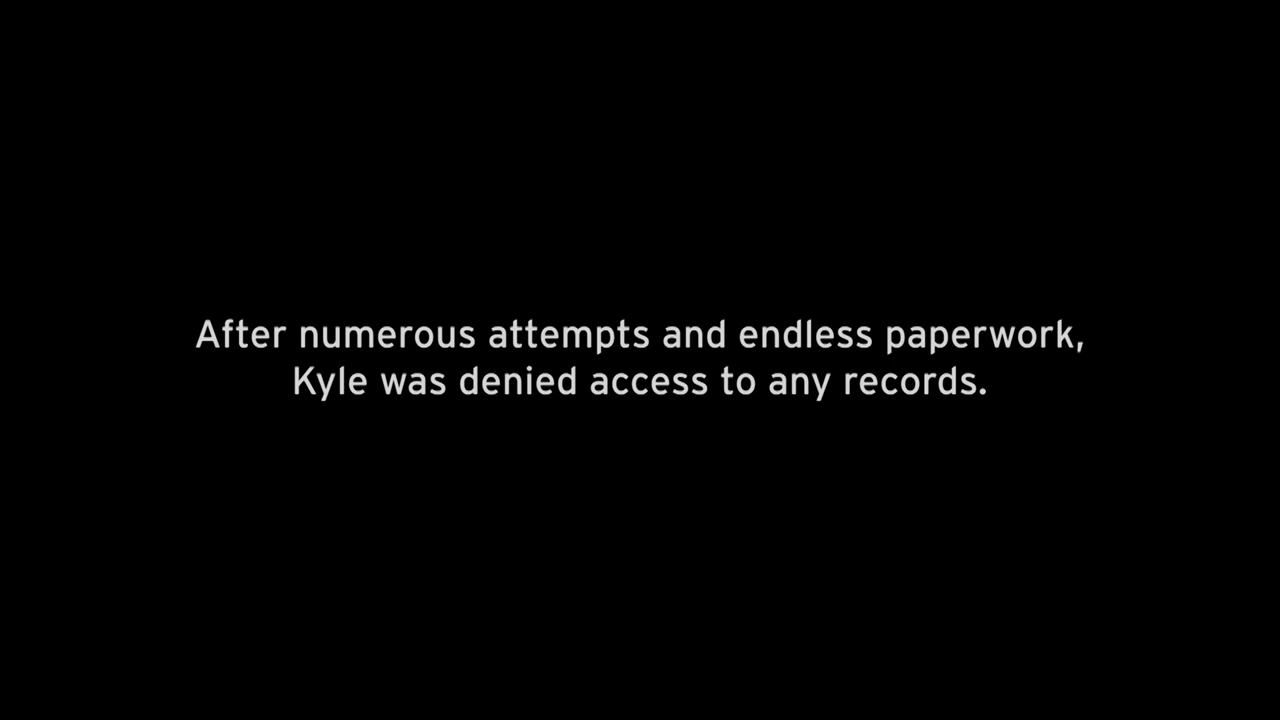 After numerous attempts and endless paperwork,
Kyle was denied access to any records.